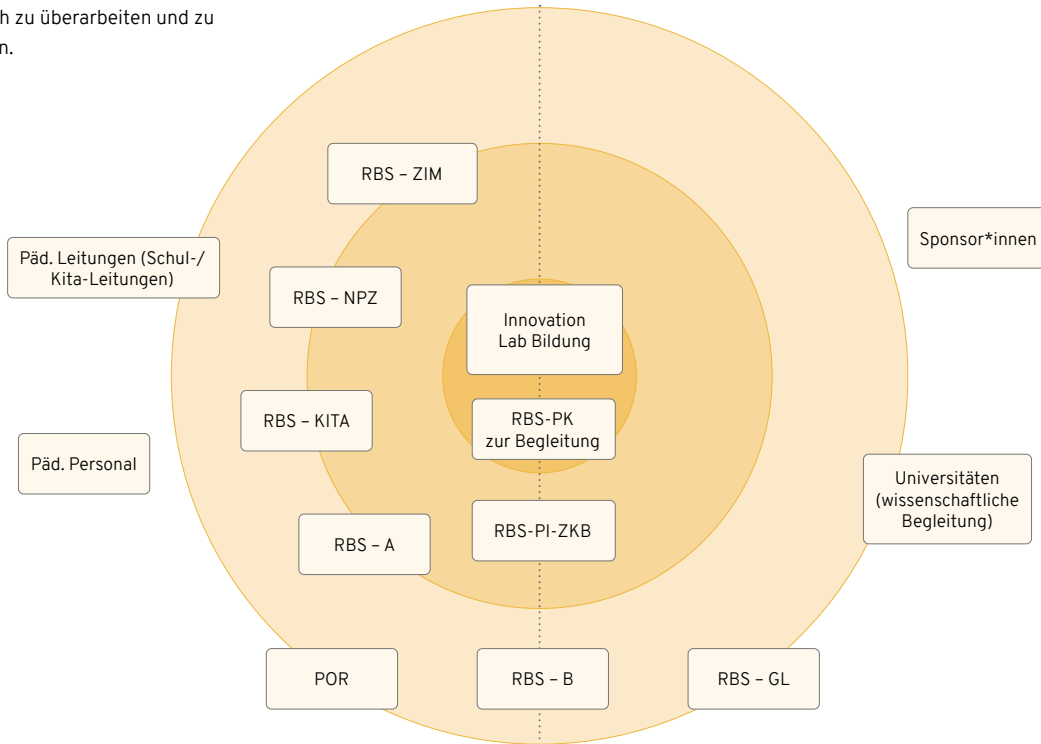 h zu überarbeiten und zu
n.
RBS – ZIM
Sponsor*innen
Päd. Leitungen (Schul-/
Kita-Leitungen)
RBS – NPZ
Innovation
Lab Bildung
RBS – KITA
RBS-PK
zur Begleitung
Päd. Personal
Universitäten
(wissenschaftliche
Begleitung)
RBS – A
RBS-PI-ZKB
POR
RBS – B
RBS – GL